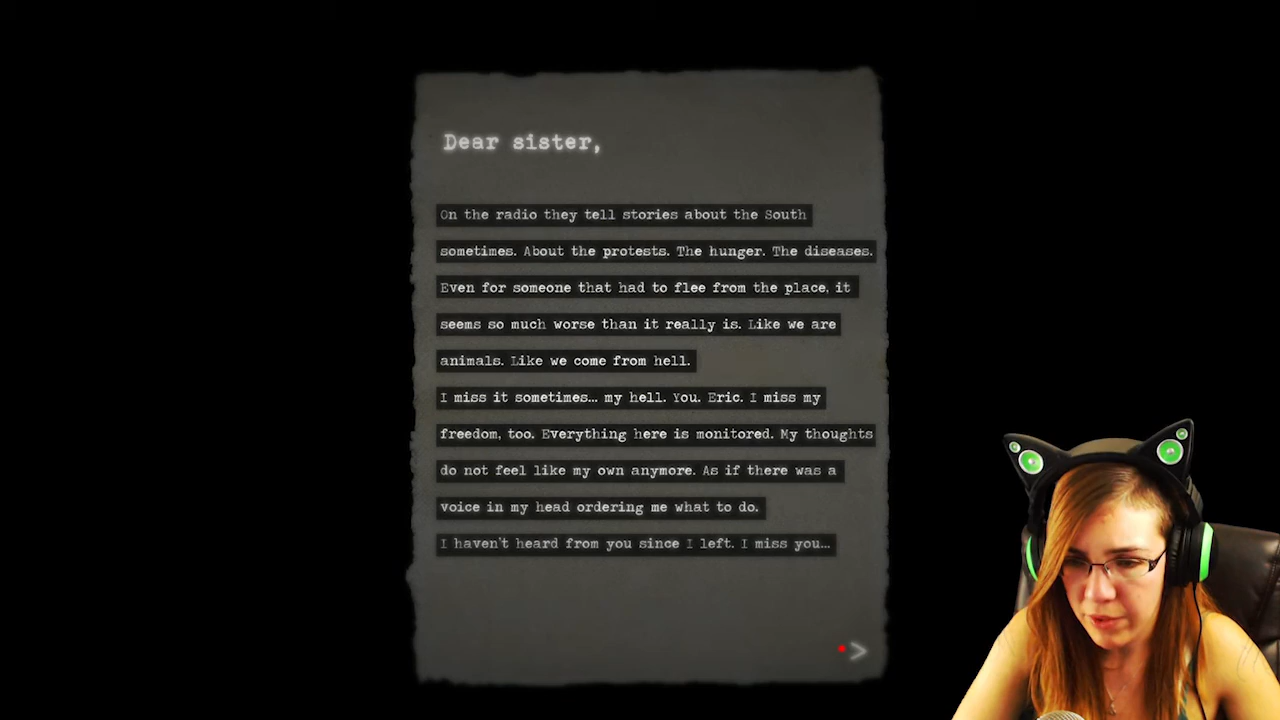 Dear sister,
On the radio they tell stories about the South
sometimes. About the protests. The hunger. The diseases.
Even for someone that had to flee from the place, it
seems so much worse than it really is. Like we are
animals. Like we come from hell.
I miss it sometimes... my hell. You. Eric. I miss my
freedom, too. Everything here is monitored. My thoughts
do not feel like my own anymore. As if there was a
voice in my head ordering me what to do.
I haven't heard from you since I left. I miss you...
>